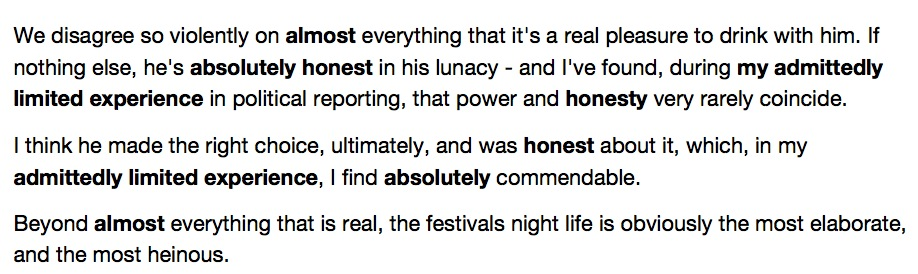 We disagree so violently on almost everything that it's a real pleasure to drink with him. If
nothing else, he's absolutely honest in his lunacy - and I've found, during my admittedly
limited experience in political reporting, that power and honesty very rarely coincide.
I think he made the right choice, ultimately, and was honest about it, which, in my
admittedly limited experience, I find absolutely commendable.
Beyond almost everything that is real, the festivals night life is obviously the most elaborate,
and the most heinous.